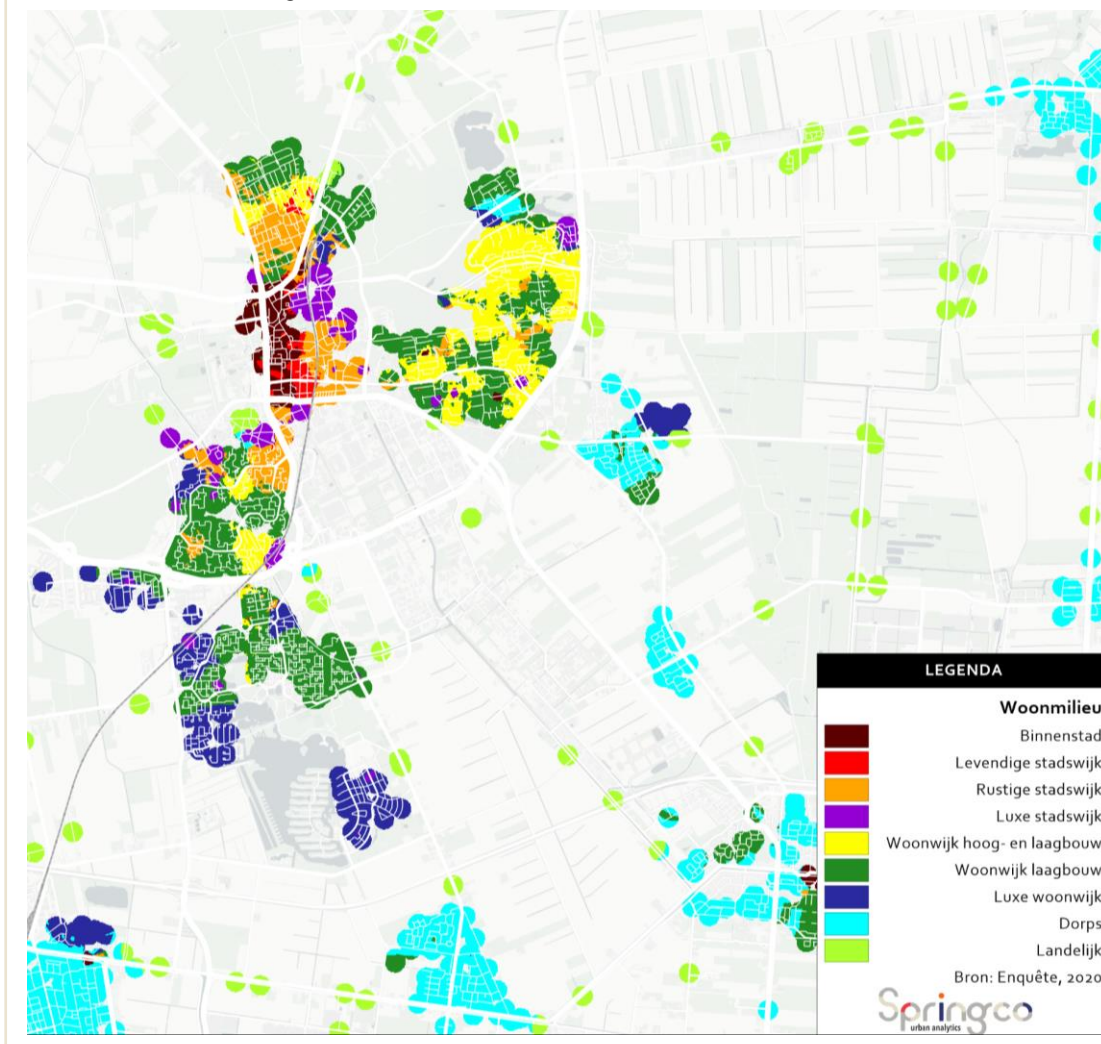 LEGENDA
Woonmilieu
Binnenstad
Levendige stadswijk
Rustige stadswijk
Luxe stadswijk
Woonwijk hoog- en laagbouw
Woonwijk laagbouw
Luxe woonwijk
Dorps
Landelijk
Bron: Enquête, 2020
Springco
urban analytics